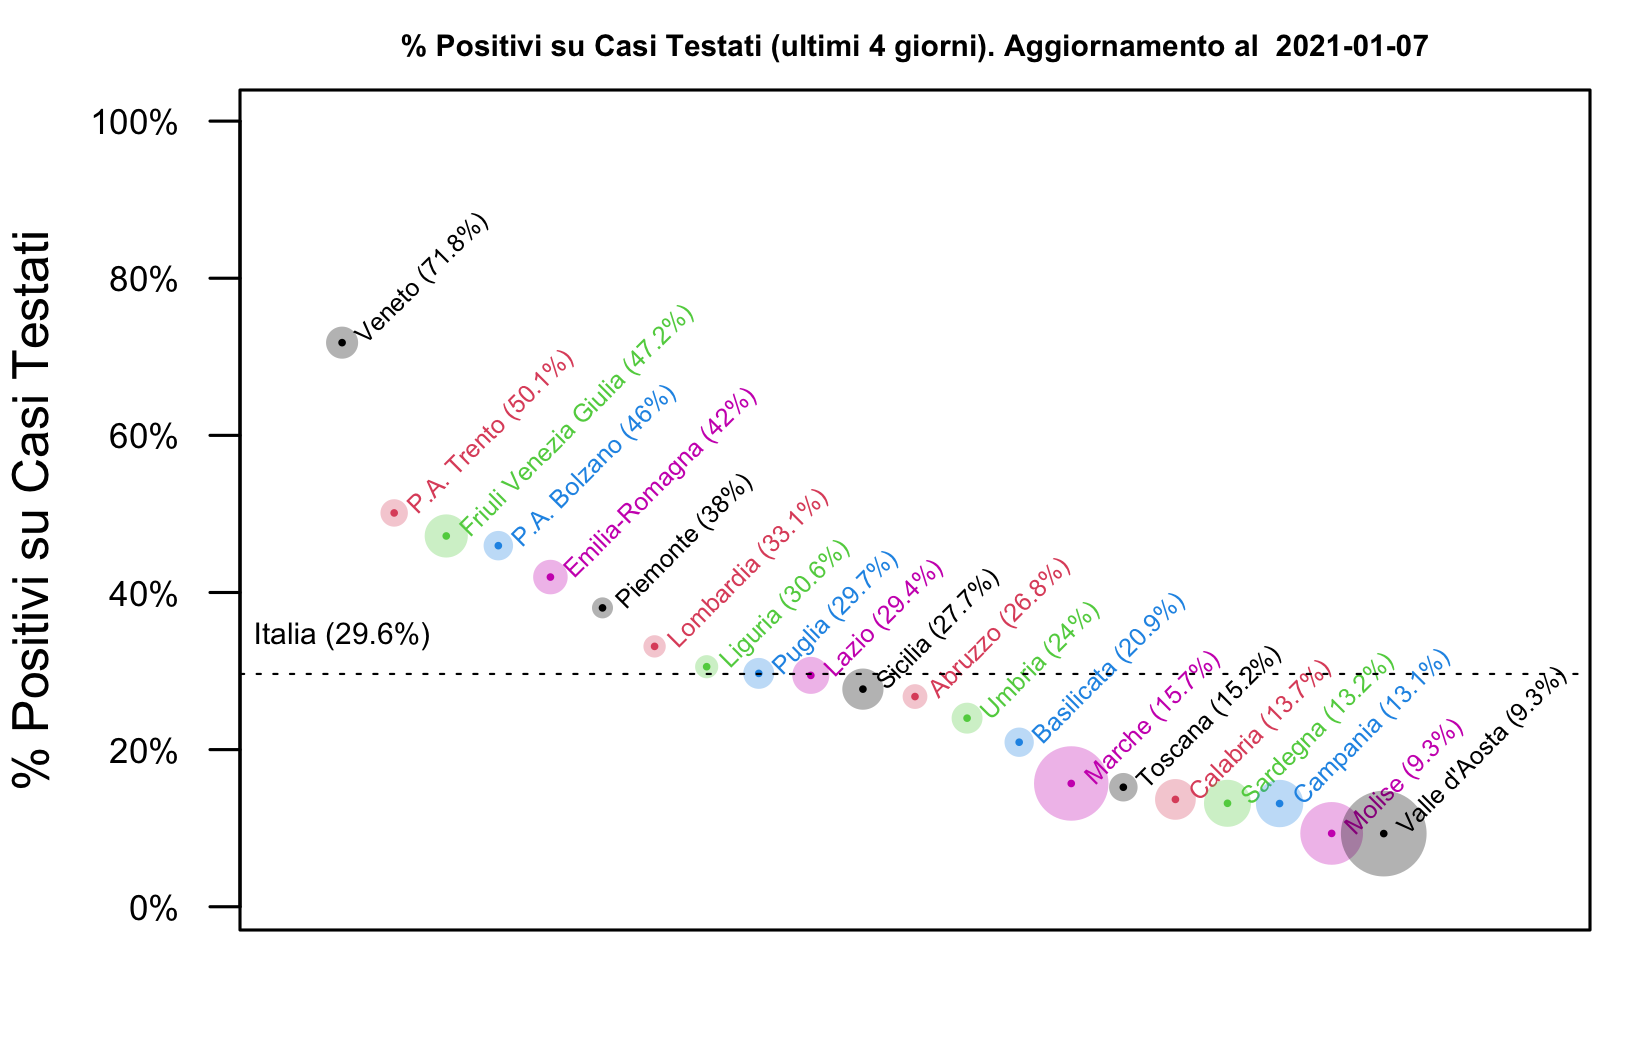 % Positivi su Casi Testati (ultimi 4 giorni). Aggiornamento al  2021-01-07
% Positivi su Casi Testati
100%
80%
60%
40%
20%
0%
Italia (29.6%)
Veneto (71.8%)
P.A. Trento (50.1%)
Friuli Venezia Giulia (47.2%)
P.A. Bolzano (46%)
Emilia-Romagna (42%)
Piemonte (38%)
Lombardia (33.1%)
Liguria (30.6%)
Puglia (29.7%)
Lazio (29.4%)
Sicilia (27.7%)
Abruzzo (26.8%)
Umbria (24%)
Basilicata (20.9%)
Marche (15.7%)
Toscana (15.2%)
Calabria (13.7%)
Sardegna (13.2%)
Campania (13.1%)
Molise (9.3%)
Valle d'Aosta (9.3%)